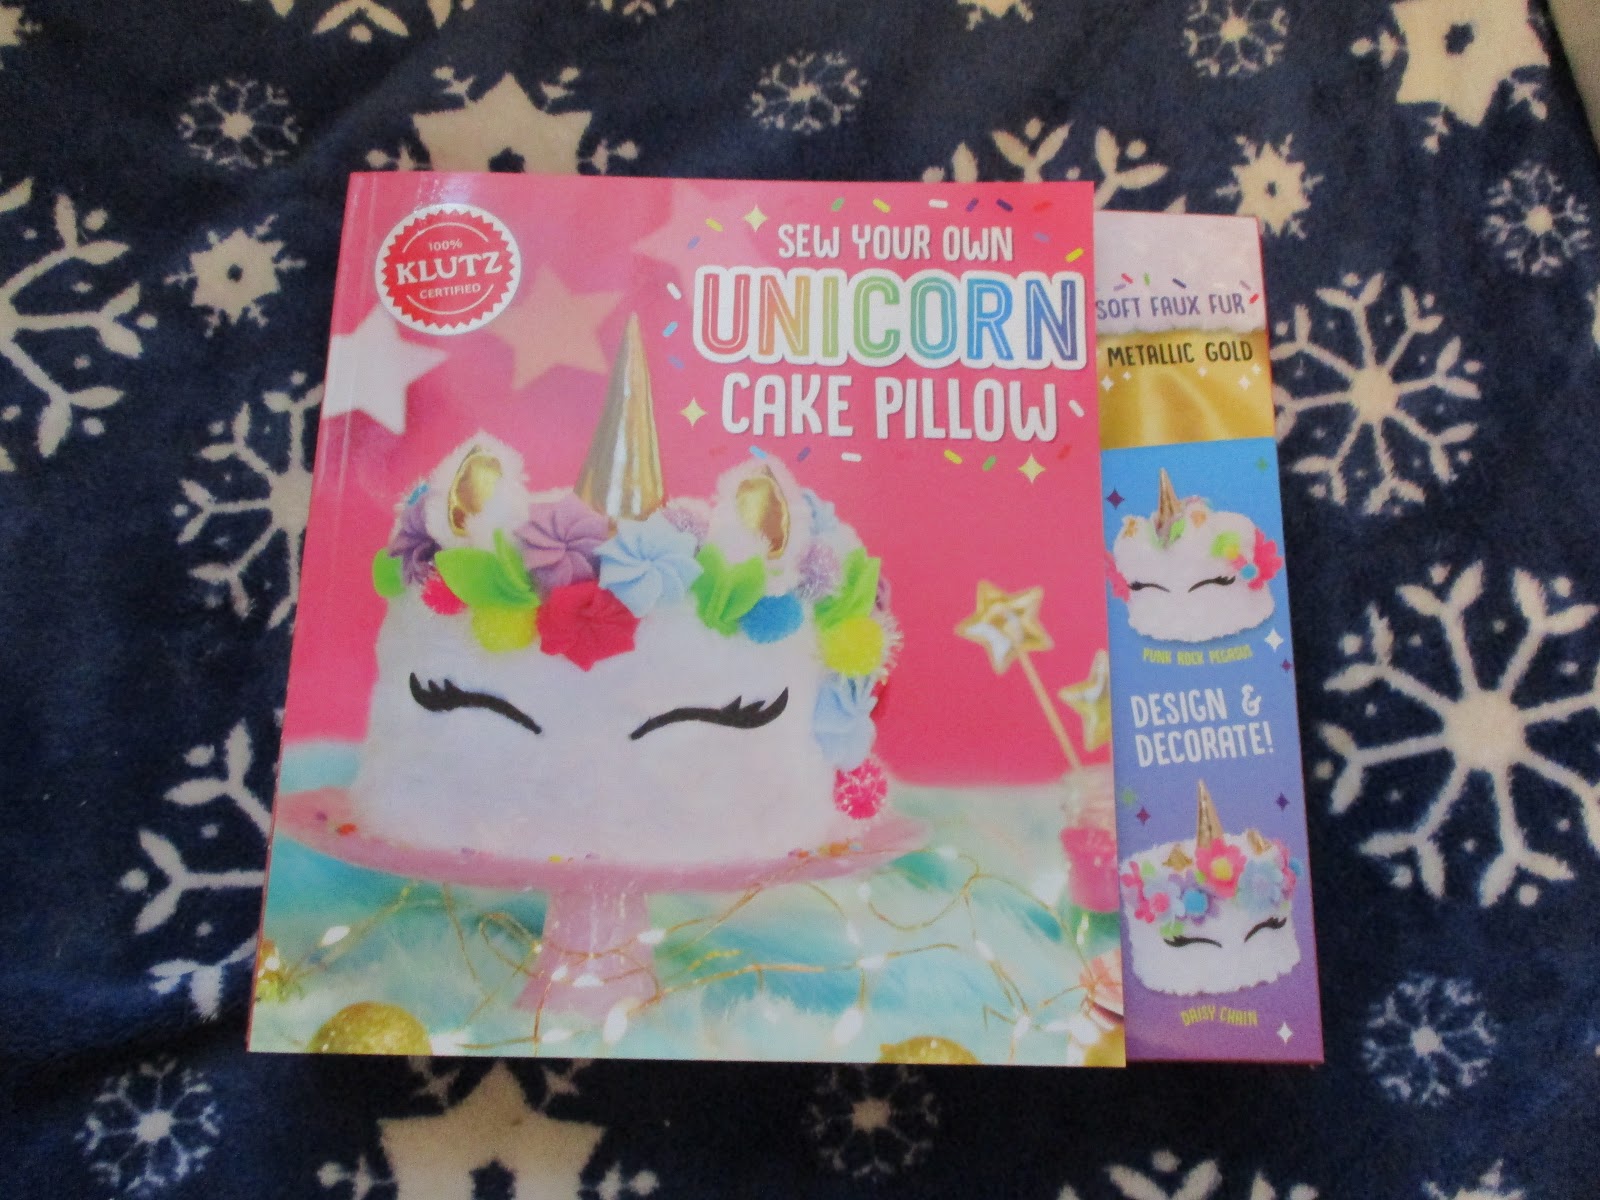 100%
KLUTZ
CERTIFIED
SEW YOUR OWN
UNICORN
CAKE PILLOW
SOFT FAUX FUR
METALLIC GOLD
PUNK ROCK PEGASUS
DESIGN &
DECORATE!
DAISY CHAIN